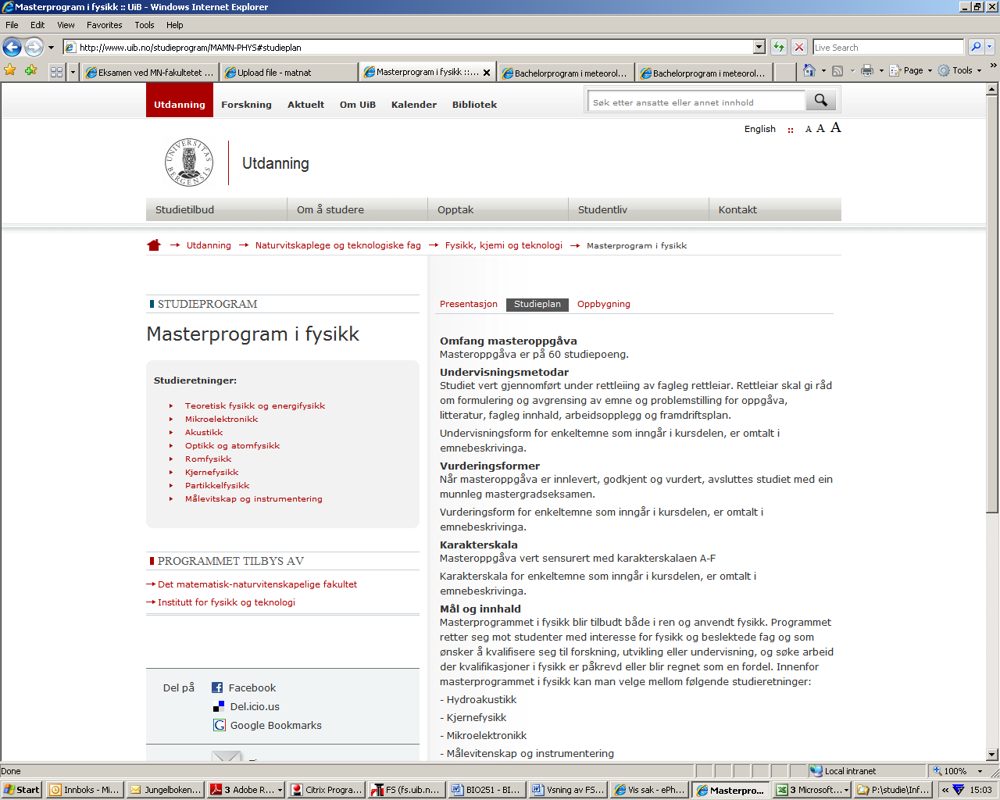 Masterprogram i fysikk :: UiB - Windows Internet Explorer
File Edit View Favorites Tools Help
http://www.uib.no/studieprogram/MAMN-PHYS#studieplan
Live Search
Eksamen ved MN-fakultetet ...
Upload file - matnat
Masterprogram i fysikk ::...
Bachelorprogram i meteorol...
Bachelorprogram i meteorol...
Page
Tools
Utdanning Forskning Aktuelt Om UiB Kalender Bibliotek
Søk etter ansatte eller annet innhold
English :: A A A
UNIVERSITAS BERGENSIS
Utdanning
Studietilbud Om å studere Opptak Studentliv Kontakt
Utdanning → Naturvitskaplege og teknologiske fag → Fysikk, kjemi og teknologi → Masterprogram i fysikk
STUDIEPROGRAM
Masterprogram i fysikk
Studieretninger:
Teoretisk fysikk og energifysikk
Mikroelektronikk
Akustikk
Optikk og atomfysikk
Romfysikk
Kjernefysikk
Partikkelfysikk
Målevitskap og instrumentering
PROGRAMMET TILBYS AV
→ Det matematisk-naturvitenskapelige fakultet
→ Institutt for fysikk og teknologi
Del på
Facebook
Del.icio.us
Google Bookmarks
Presentasjon Studieplan Oppbygning
Omfang masteroppgåva
Masteroppgåva er på 60 studiepoeng.
Undervisningsmetodar
Studiet vert gjennomført under rettleiing av fagleg rettleiar. Rettleiar skal gi råd
om formulering og avgrensing av emne og problemstilling for oppgåva,
litteratur, fagleg innhald, arbeidsopplegg og framdriftsplan.
Undervisningsform for enkeltemne som inngår i kursdelen, er omtalt i
emnebeskrivinga.
Vurderingsformer
Når masteroppgåva er innlevert, godkjent og vurdert, avsluttes studiet med ein
munnleg mastergradseksamen.
Vurderingsform for enkeltemne som inngår i kursdelen, er omtalt i
emnebeskrivinga.
Karakterskala
Masteroppgåva vert sensurert med karakterskalaen A-F
Karakterskala for enkeltemne som inngår i kursdelen, er omtalt i
emnebeskrivinga.
Mål og innhald
Masterprogrammet i fysikk blir tilbudt både i ren og anvendt fysikk. Programmet
retter seg mot studenter med interesse for fysikk og beslektede fag og som
ønsker å kvalifisere seg til forskning, utvikling eller undervisning, og søke arbeid
der kvalifikasjoner i fysikk er påkrevd eller blir regnet som en fordel. Innenfor
masterprogrammet i fysikk kan man velge mellom følgende studieretninger:
- Hydroakustikk
- Kjernefysikk
- Mikroelektronikk
- Målevitenskap og instrumentering
Done
Local intranet
100%
Start
Innboks - Mi...
Jungelboken...
3 Adobe R...
Citrix Progra...
FS (fs.uib.n...
BIO251 - BI...
Vsning av FS...
Vis sak - ePh...
Masterpro...
3 Microsoft...
P:\studie\Inf...
15:03